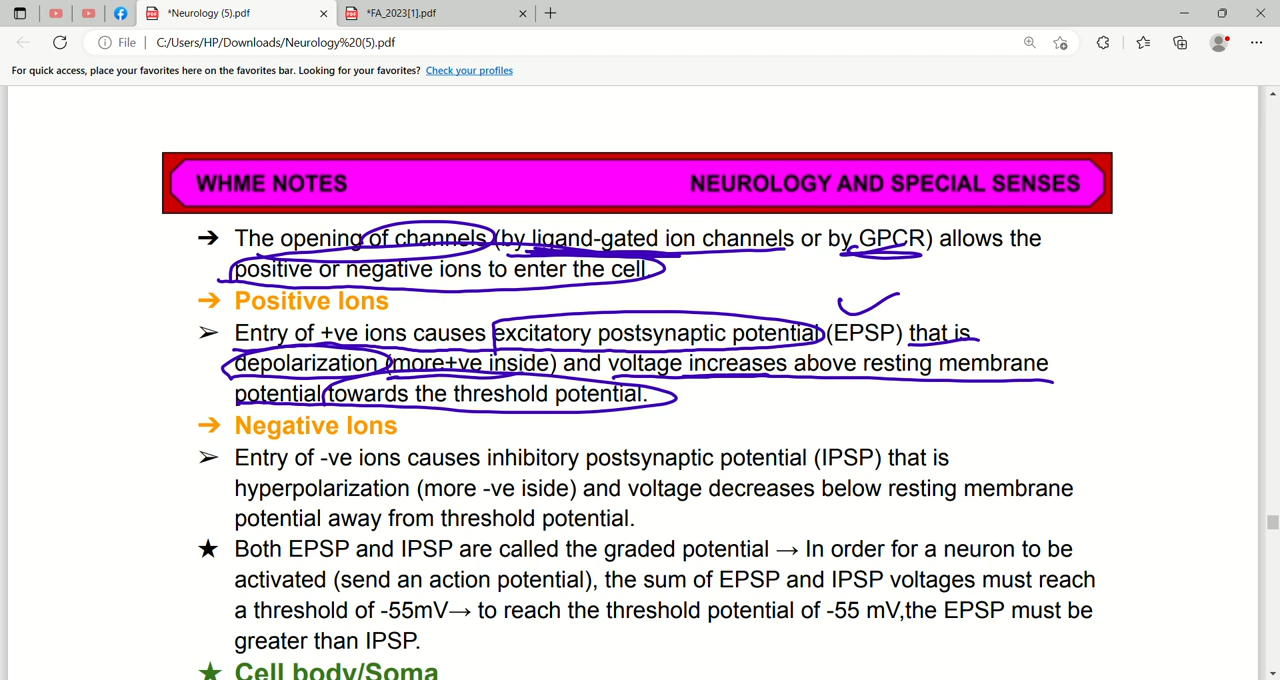 *Neurology (5).pdf
*FA_2023[1].pdf
File C:/Users/HP/Downloads/Neurology%20(5).pdf
For quick access, place your favorites here on the favorites bar. Looking for your favorites? Check your profiles
WHME NOTES NEUROLOGY AND SPECIAL SENSES
→ The opening of channels (by ligand-gated ion channels or by GPCR) allows the
positive or negative ions to enter the cell.
→ Positive Ions
➢ Entry of +ve ions causes excitatory postsynaptic potential (EPSP) that is
depolarization (more+ve inside) and voltage increases above resting membrane
potential towards the threshold potential.
→ Negative Ions
➢ Entry of -ve ions causes inhibitory postsynaptic potential (IPSP) that is
hyperpolarization (more -ve iside) and voltage decreases below resting membrane
potential away from threshold potential.
★ Both EPSP and IPSP are called the graded potential → In order for a neuron to be
activated (send an action potential), the sum of EPSP and IPSP voltages must reach
a threshold of -55mV→ to reach the threshold potential of -55 mV,the EPSP must be
greater than IPSP.
★ Cell body/Soma